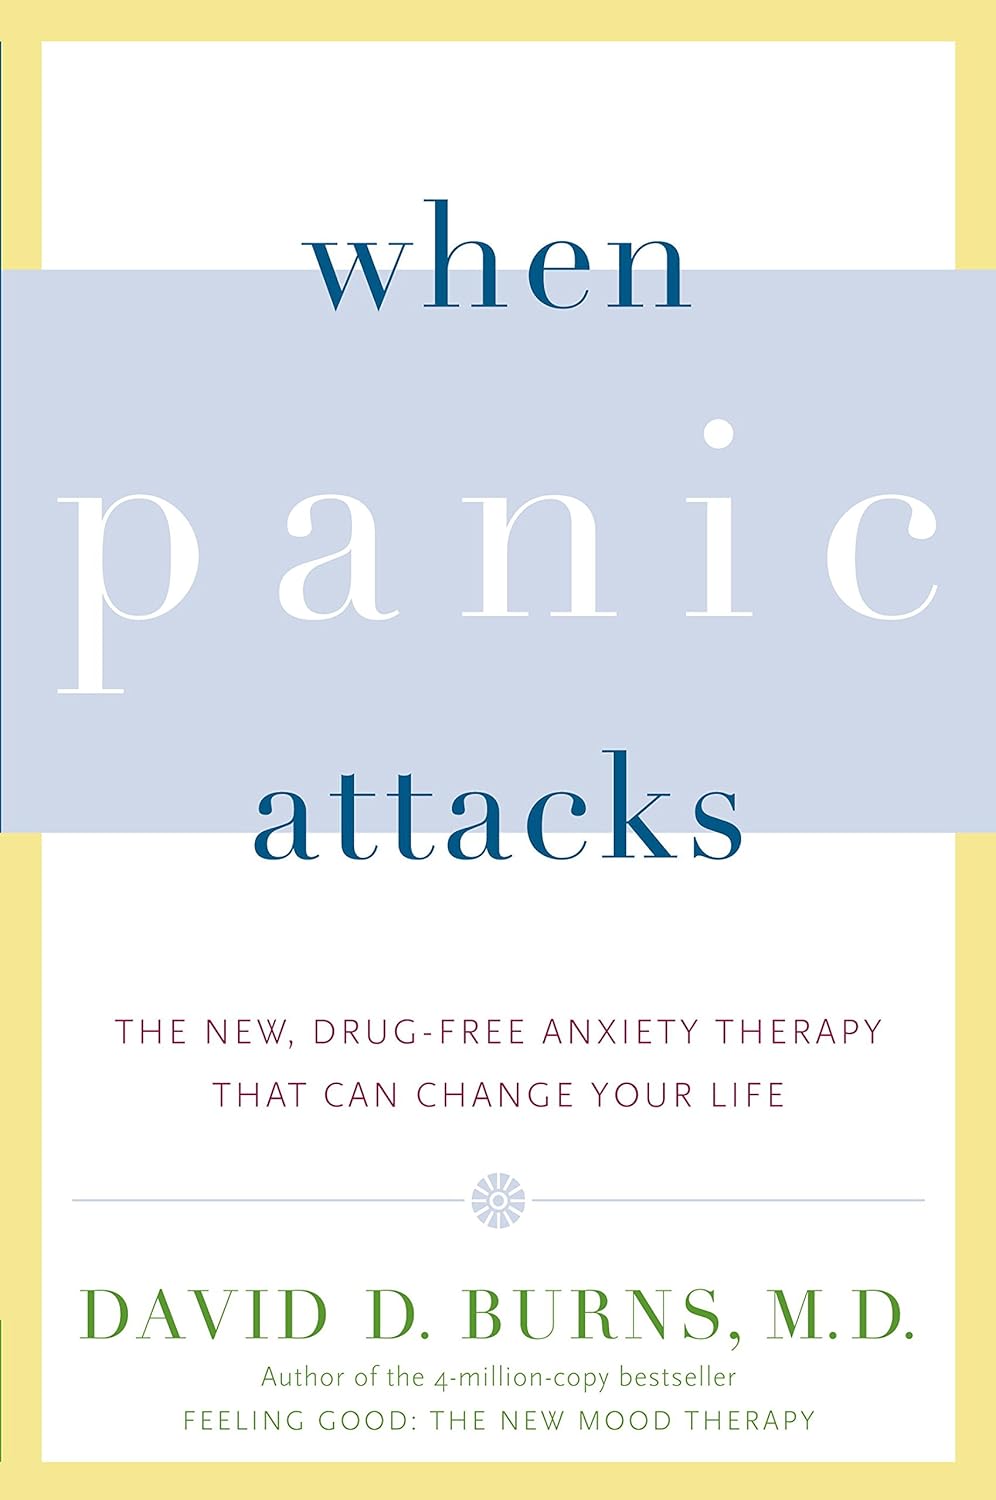 when
panic
attacks
THE NEW, DRUG-FREE ANXIETY THERAPY
THAT CAN CHANGE YOUR LIFE
DAVID D. BURNS, M.D.
Author of the 4-million-copy bestseller
FEELING GOOD: THE NEW MOOD THERAPY